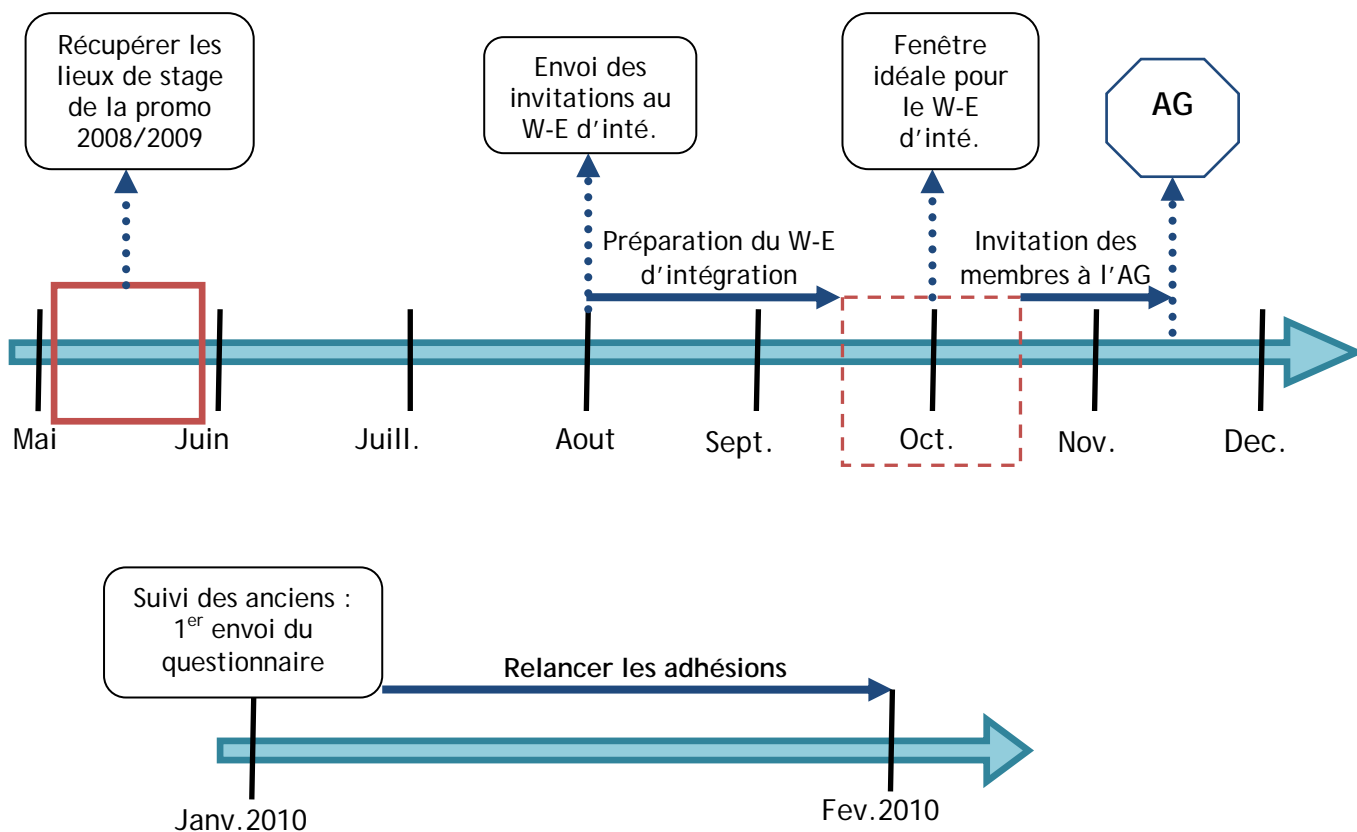 Récupérer les
lieux de stage
de la promo
2008/2009
Envoi des
invitations au
W-E d’inté.
Fenêtre
idéale pour
le W-E
d’inté.
AG
Préparation du W-E
d’intégration
Invitation des
membres à l’AG
Mai
Juin
Juill.
Aout
Sept.
Oct.
Nov.
Dec.
Suivi des anciens :
1er envoi du
questionnaire
Relancer les adhésions
Janv.2010
Fev.2010